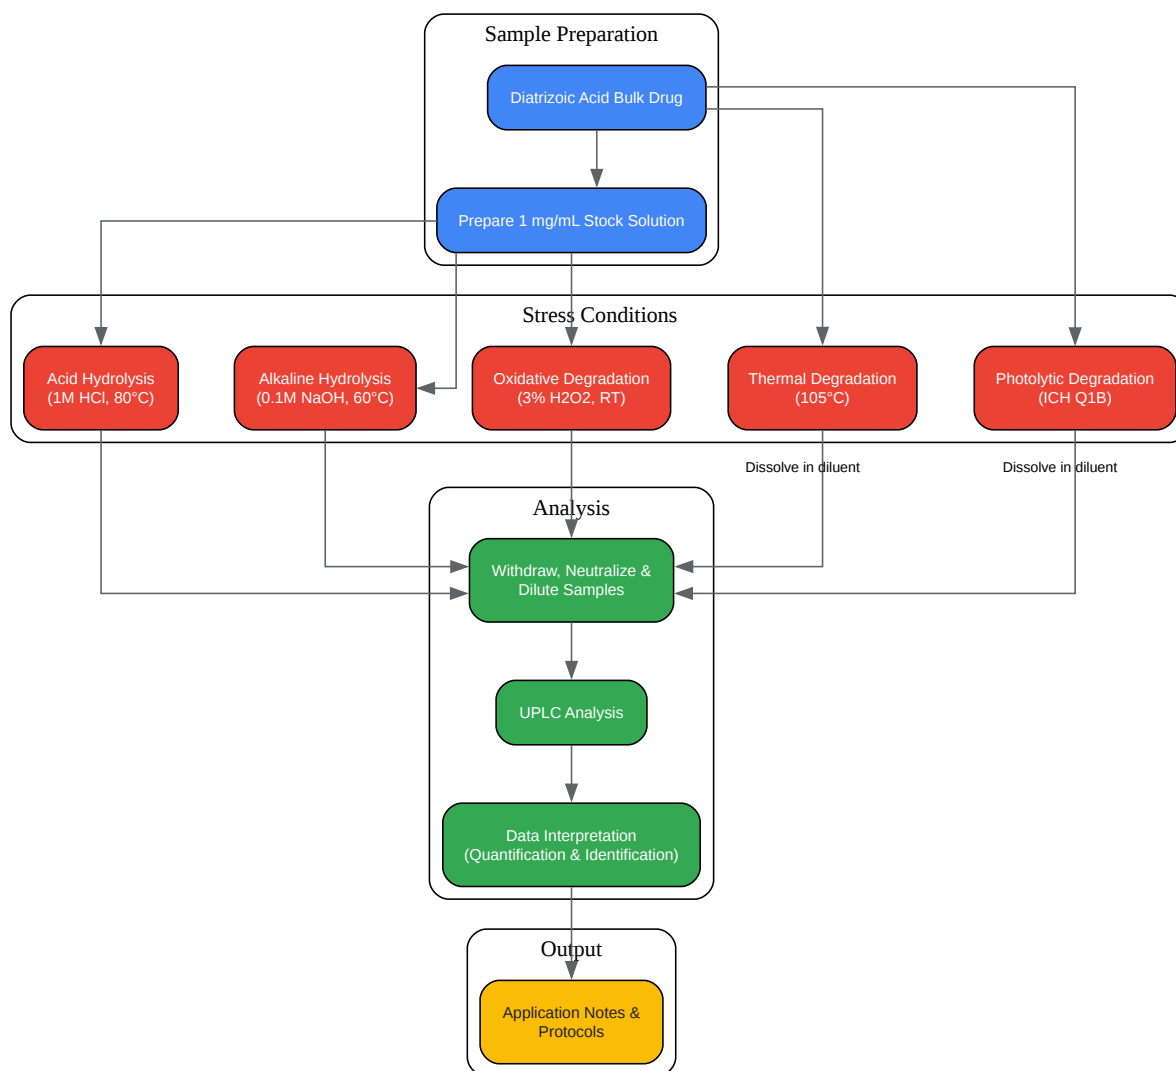 Sample Preparation
Diatrizoic Acid Bulk Drug
Prepare 1 mg/mL Stock Solution
Stress Conditions
Acid Hydrolysis
(1M HCl, 80°C)
Alkaline Hydrolysis
(0.1M NaOH, 60°C)
Oxidative Degradation
(3% H2O2, RT)
Thermal Degradation
(105°C)
Photolytic Degradation
(ICH Q1B)
Dissolve in diluent
Dissolve in diluent
Analysis
Withdraw, Neutralize &
Dilute Samples
UPLC Analysis
Data Interpretation
(Quantification & Identification)
Output
Application Notes &
Protocols